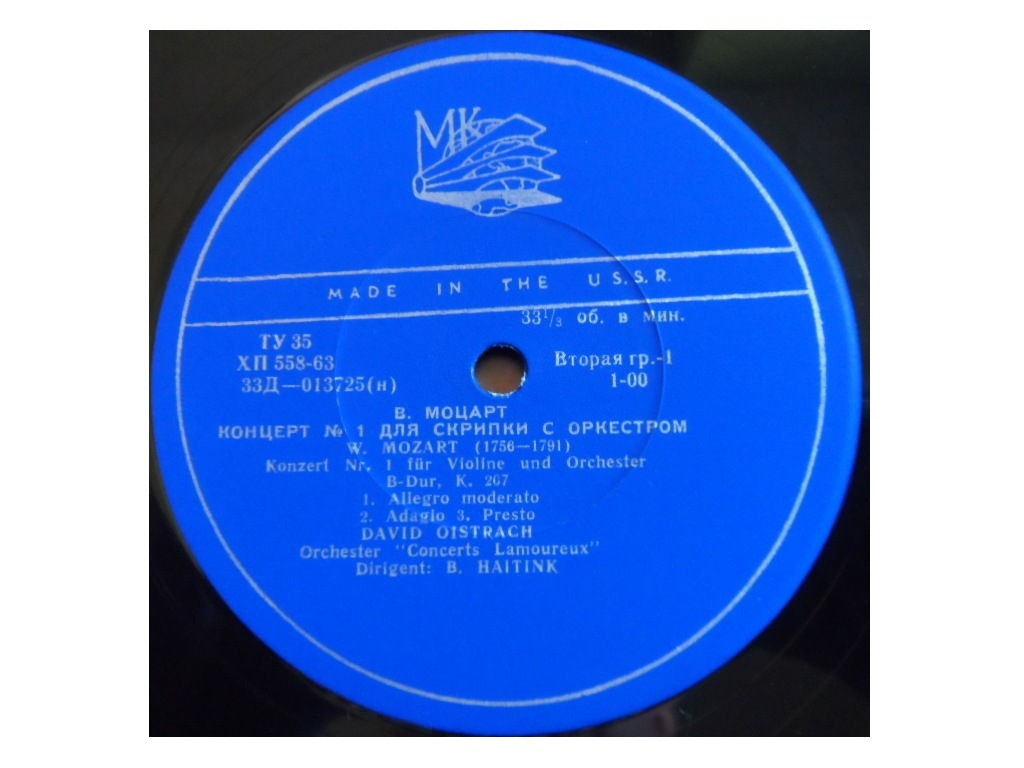 МК
MADE IN THE U.S.S.R.
33⅓ об. в мин.
ТУ 35
ХП 558-63
33Д—013725(н)
Вторая гр.-1
1-00
В. МОЦАРТ
КОНЦЕРТ № 1 ДЛЯ СКРИПКИ С ОРКЕСТРОМ
W. MOZART (1756—1791)
Konzert Nr. 1 für Violine und Orchester
B-Dur, K. 207
1. Allegro moderato
2. Adagio 3. Presto
DAVID OISTRACH
Orchester "Concerts Lamoureux"
Dirigent: B. HAITINK